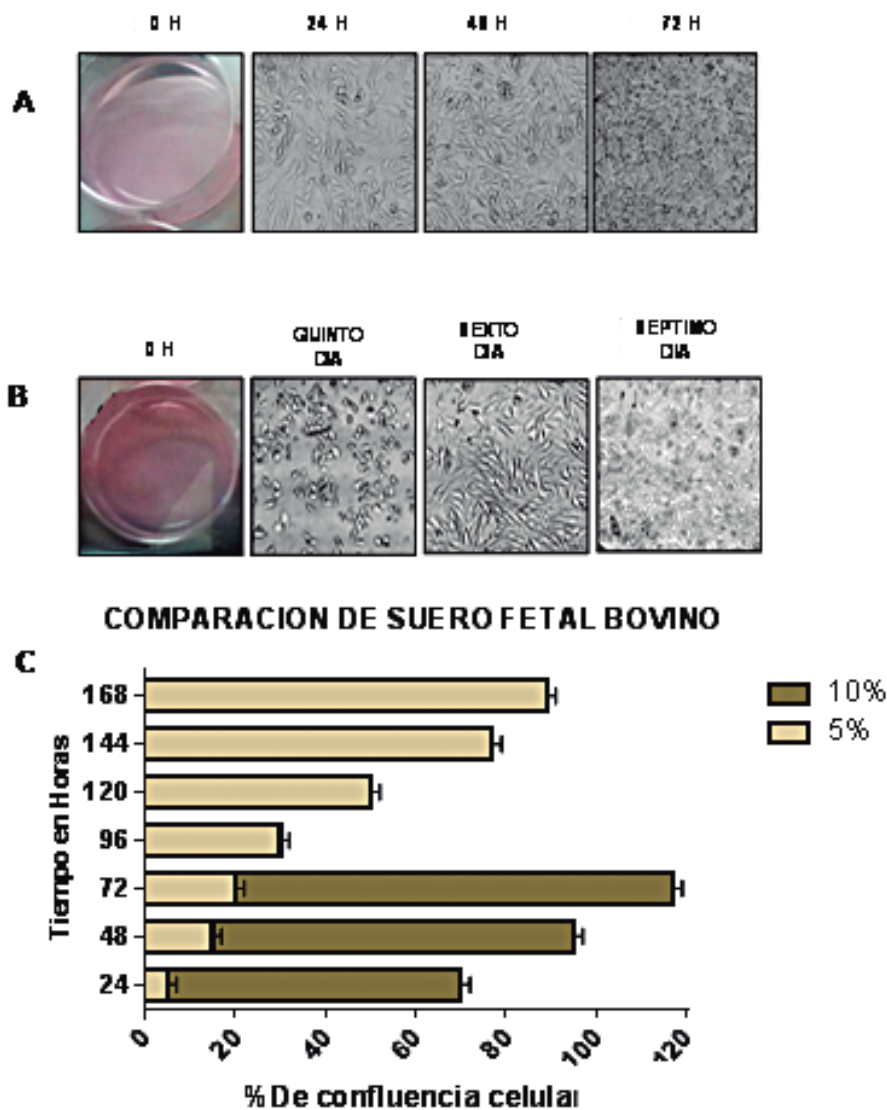 0 H 24 H 48 H 72 H
A
0 H QUINTO DIA SEXTO DIA SEPTIMO DIA
B
COMPARACION DE SUERO FETAL BOVINO
C
10%
5%
Tiempo en Horas
168
144
120
96
72
48
24
0 20 40 60 80 100 120
% De confluencia celular